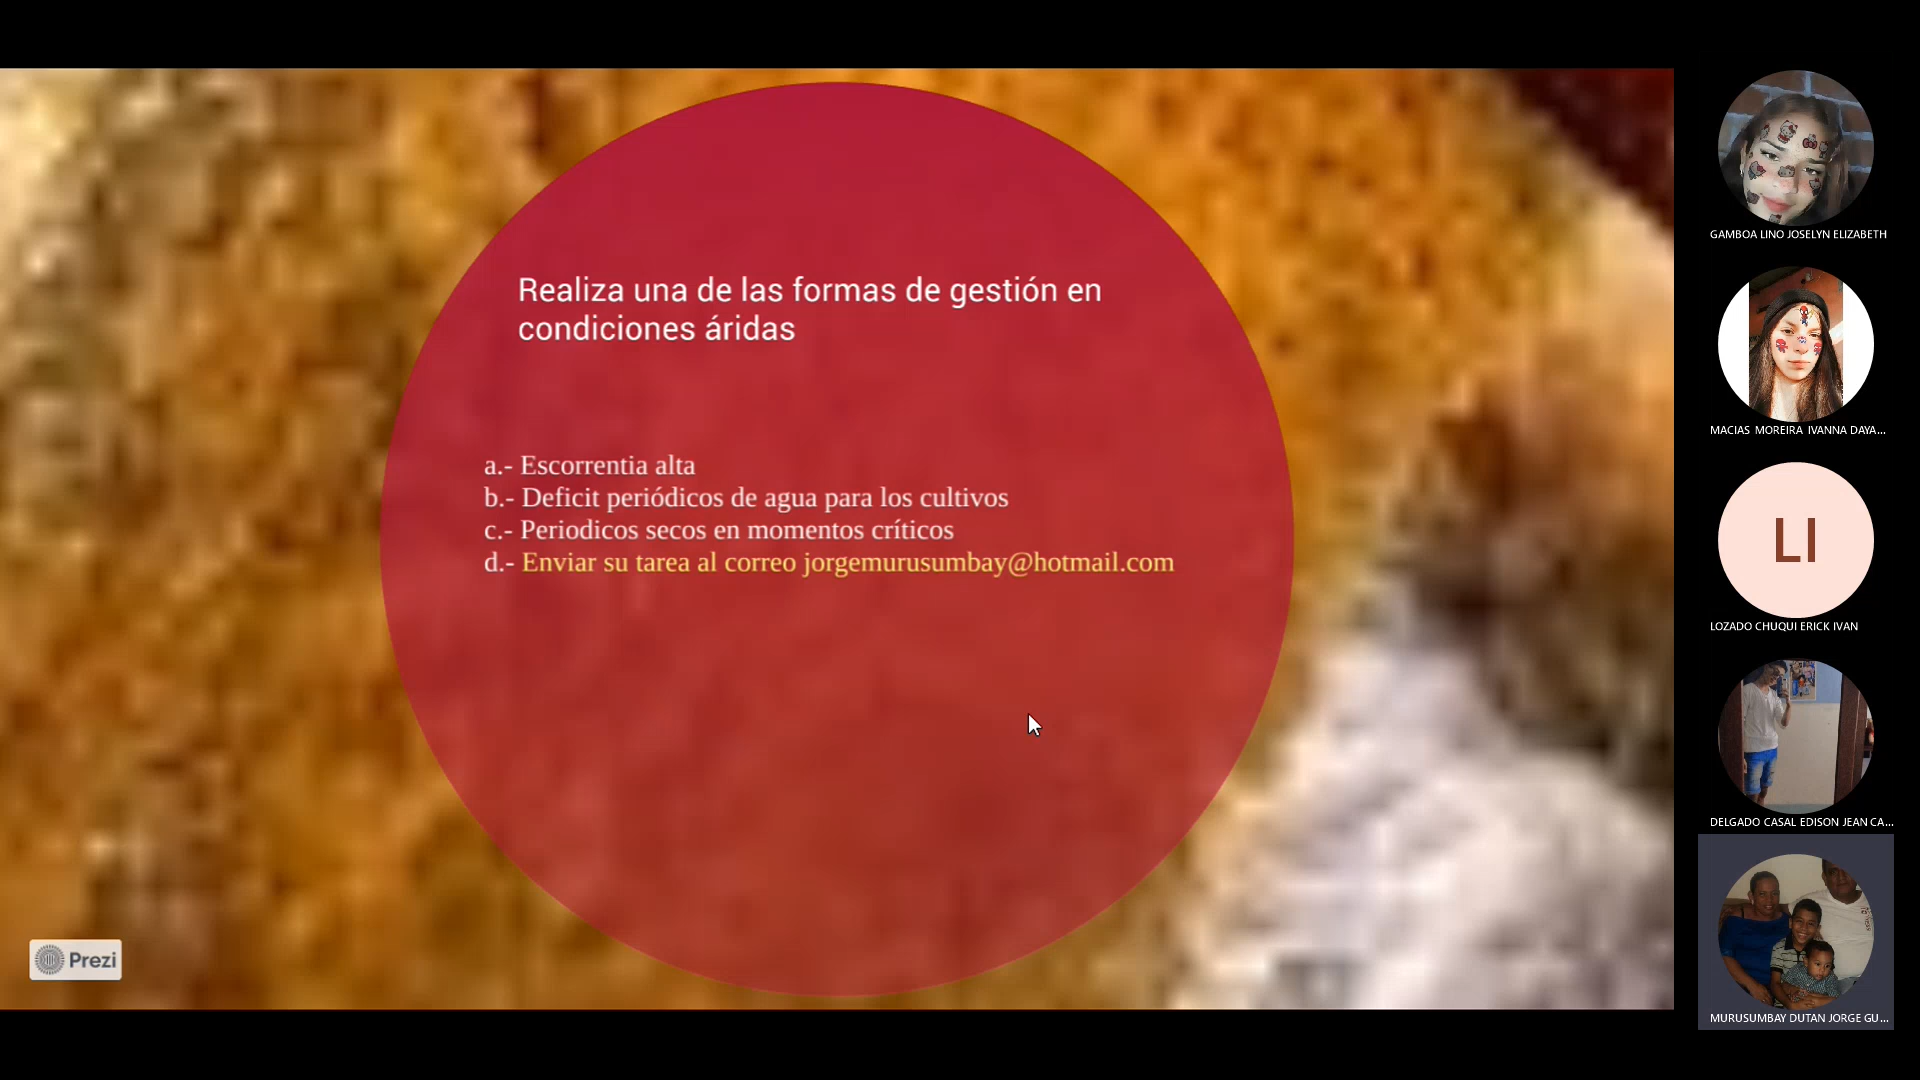 Realiza una de las formas de gestión en
condiciones áridas
a.- Escorrentia alta
b.- Deficit periódicos de agua para los cultivos
c.- Periodicos secos en momentos críticos
d.- Enviar su tarea al correo jorgemurusumbay@hotmail.com
Prezi
GAMBOA LINO JOSELYN ELIZABETH
MACIAS MOREIRA IVANNA DAYA...
LI
LOZADO CHUQUI ERICK IVAN
DELGADO CASAL EDISON JEAN CA...
MURUSUMBAY DUTAN JORGE GU...